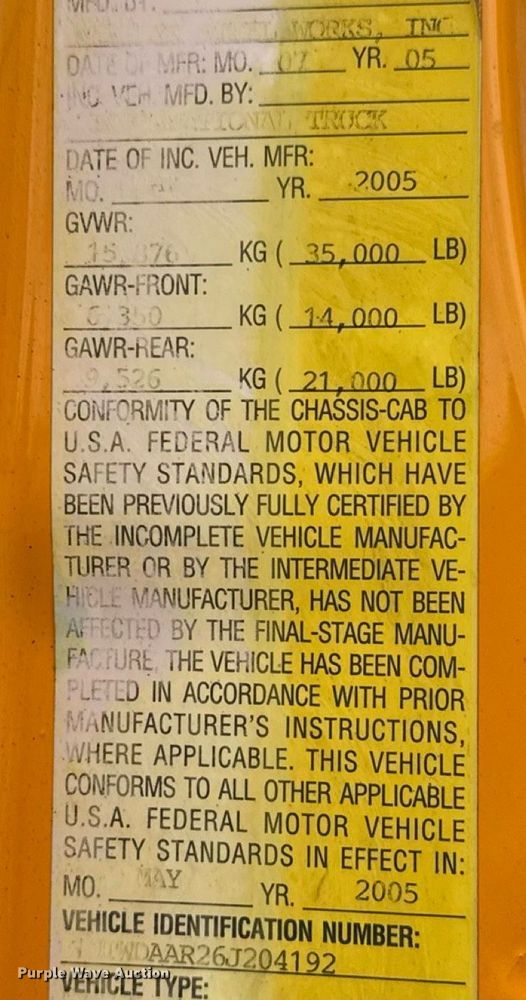 MFD. BY:
WORKS, INC
DATE OF MFR: MO. 07 YR. 05
INC. VEH. MFD. BY:
TRUCK
DATE OF INC. VEH. MFR:
MO. YR. 2005
GVWR:
15,876 KG ( 35,000 LB)
GAWR-FRONT:
6 350 KG ( 14,000 LB)
GAWR-REAR:
9,526 KG ( 21,000 LB)
CONFORMITY OF THE CHASSIS-CAB TO
U.S.A. FEDERAL MOTOR VEHICLE
SAFETY STANDARDS, WHICH HAVE
BEEN PREVIOUSLY FULLY CERTIFIED BY
THE INCOMPLETE VEHICLE MANUFAC-
TURER OR BY THE INTERMEDIATE VE-
HICLE MANUFACTURER, HAS NOT BEEN
AFFECTED BY THE FINAL-STAGE MANU-
FACTURE. THE VEHICLE HAS BEEN COM-
PLETED IN ACCORDANCE WITH PRIOR
MANUFACTURER'S INSTRUCTIONS,
WHERE APPLICABLE. THIS VEHICLE
CONFORMS TO ALL OTHER APPLICABLE
U.S.A. FEDERAL MOTOR VEHICLE
SAFETY STANDARDS IN EFFECT IN:
MO. MAY YR. 2005
VEHICLE IDENTIFICATION NUMBER:
WDAAR26J204192
Purple Wave Auction
VEHICLE TYPE: